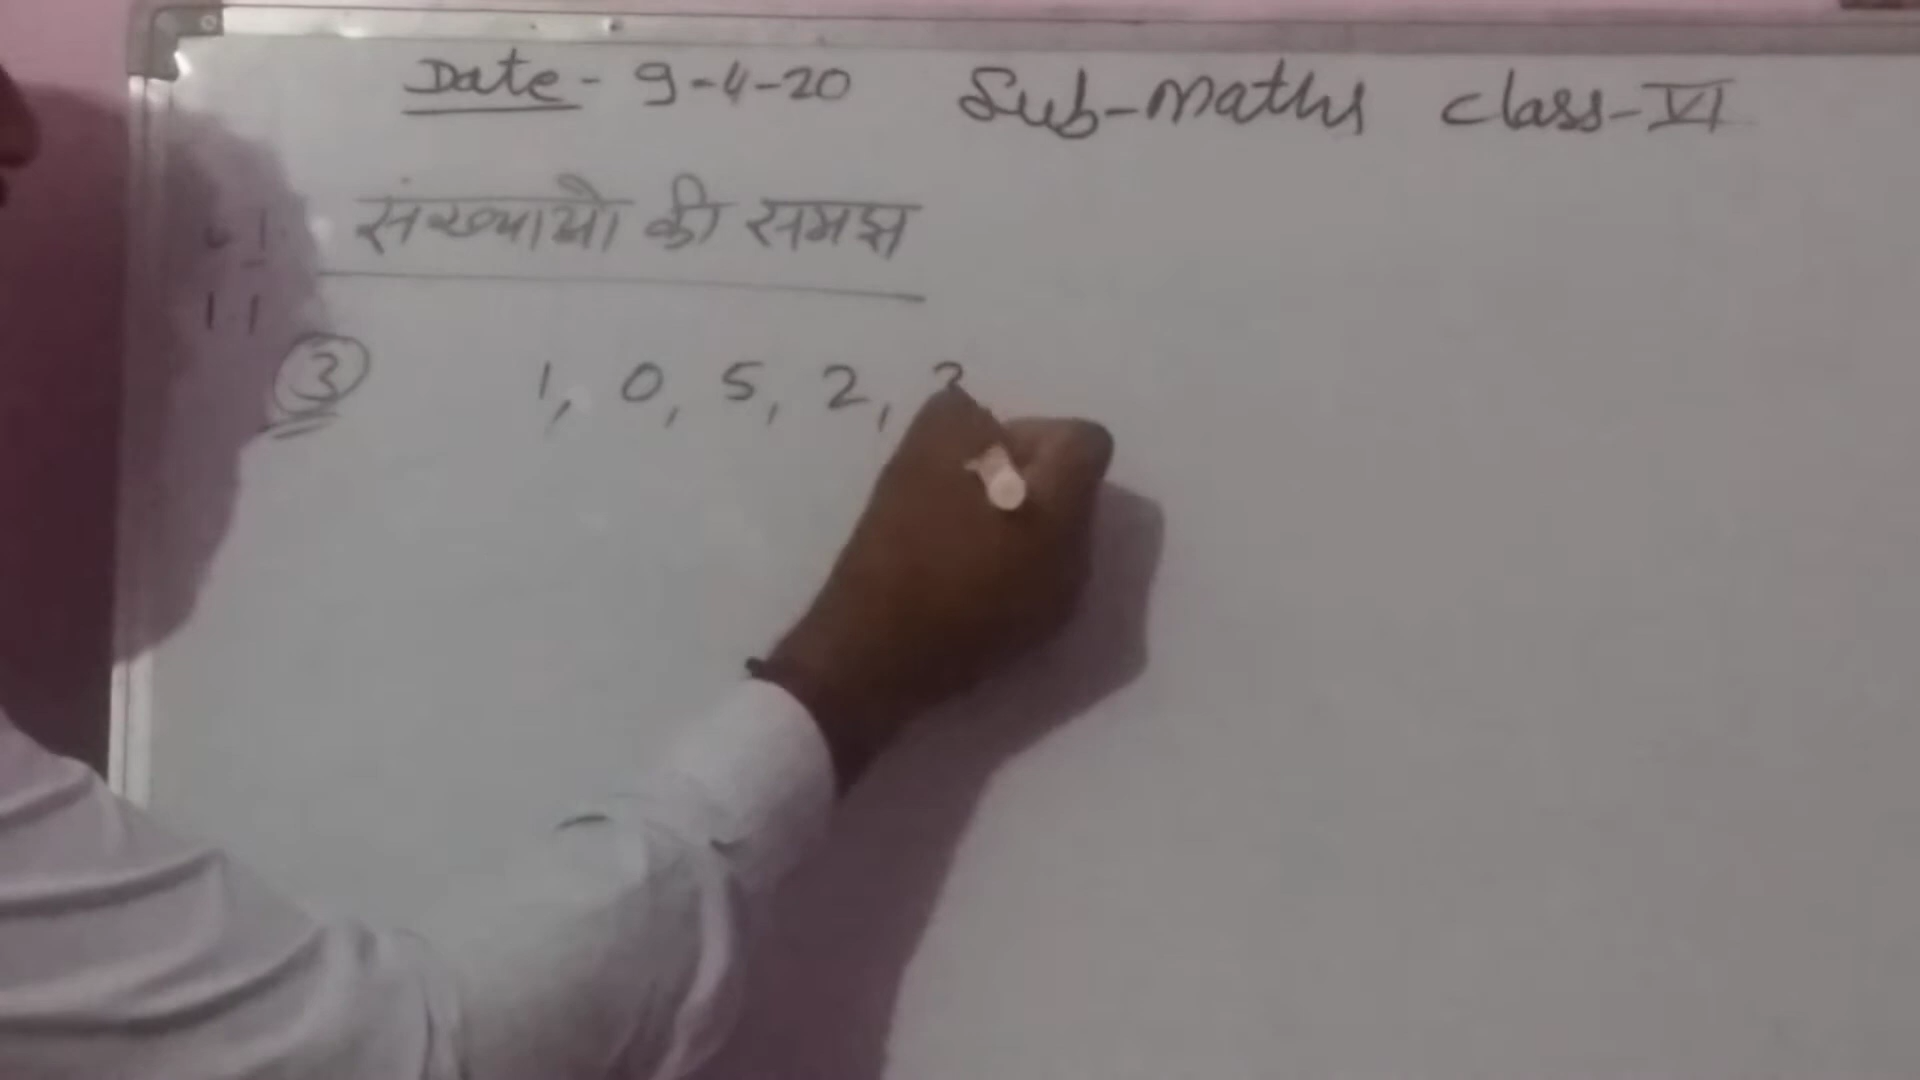 Date - 9-4-20 Sub-Maths Class-VI
संख्याओ की समझ
③ 1, 0, 5, 2,